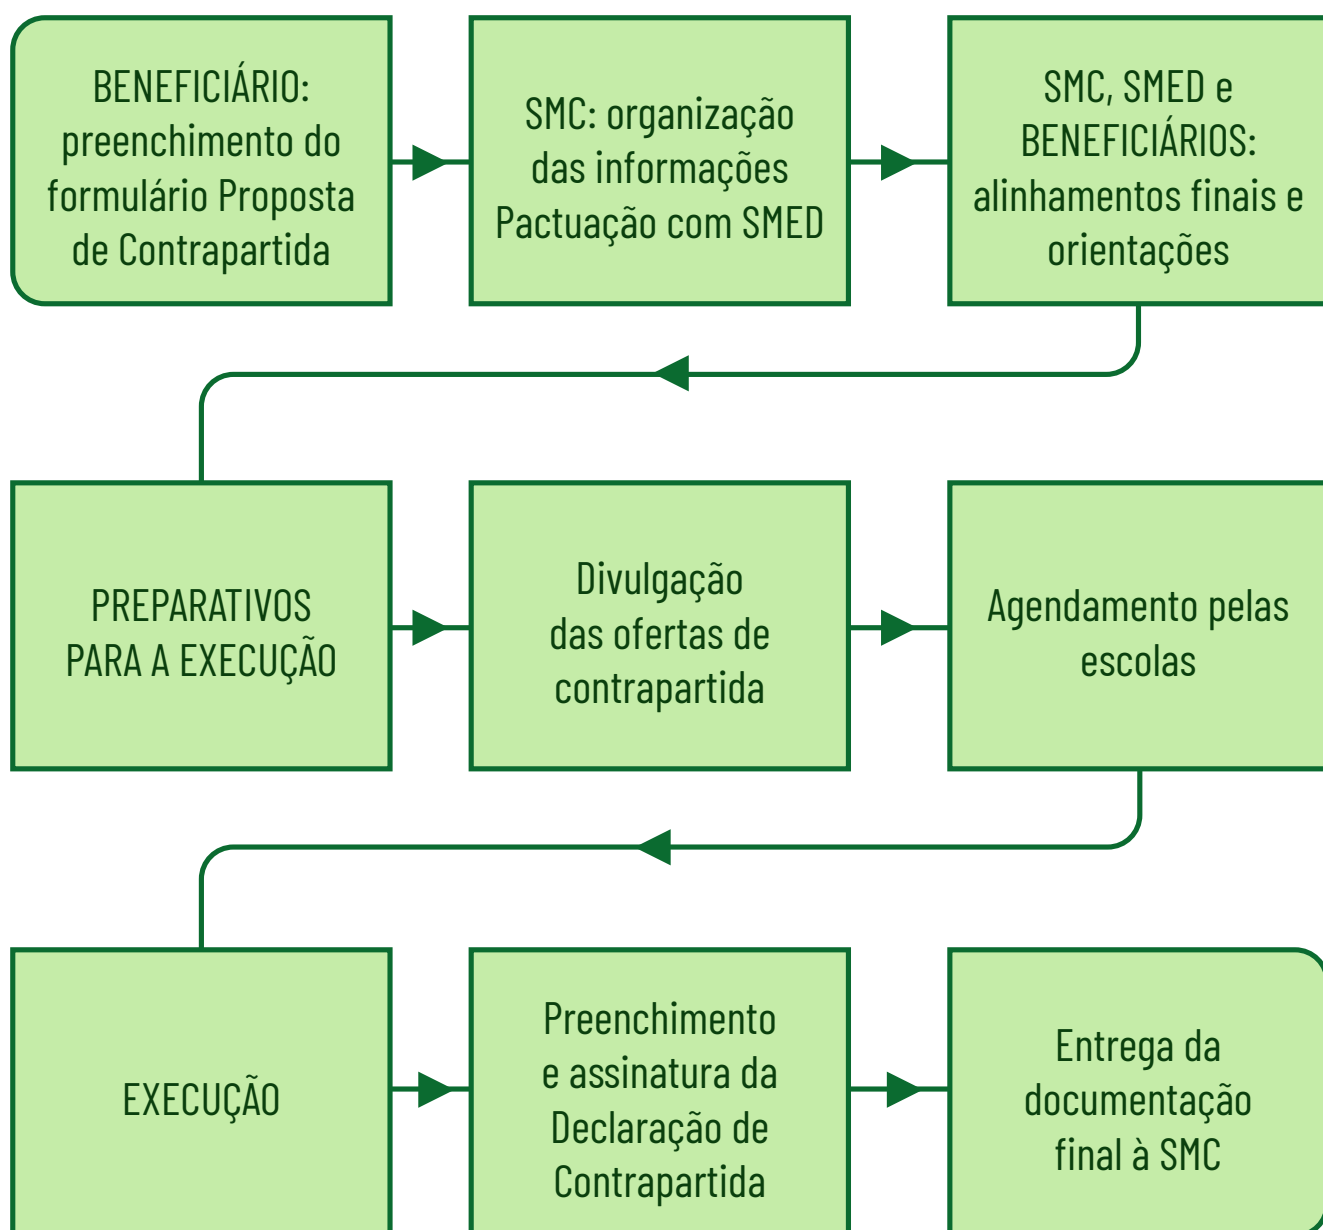 BENEFICIÁRIO:
preenchimento do
formulário Proposta
de Contrapartida
SMC: organização
das informações
Pactuação com SMED
SMC, SMED e
BENEFICIÁRIOS:
alinhamentos finais e
orientações
PREPARATIVOS
PARA A EXECUÇÃO
Divulgação
das ofertas de
contrapartida
Agendamento pelas
escolas
EXECUÇÃO
Preenchimento
e assinatura da
Declaração de
Contrapartida
Entrega da
documentação
final à SMC